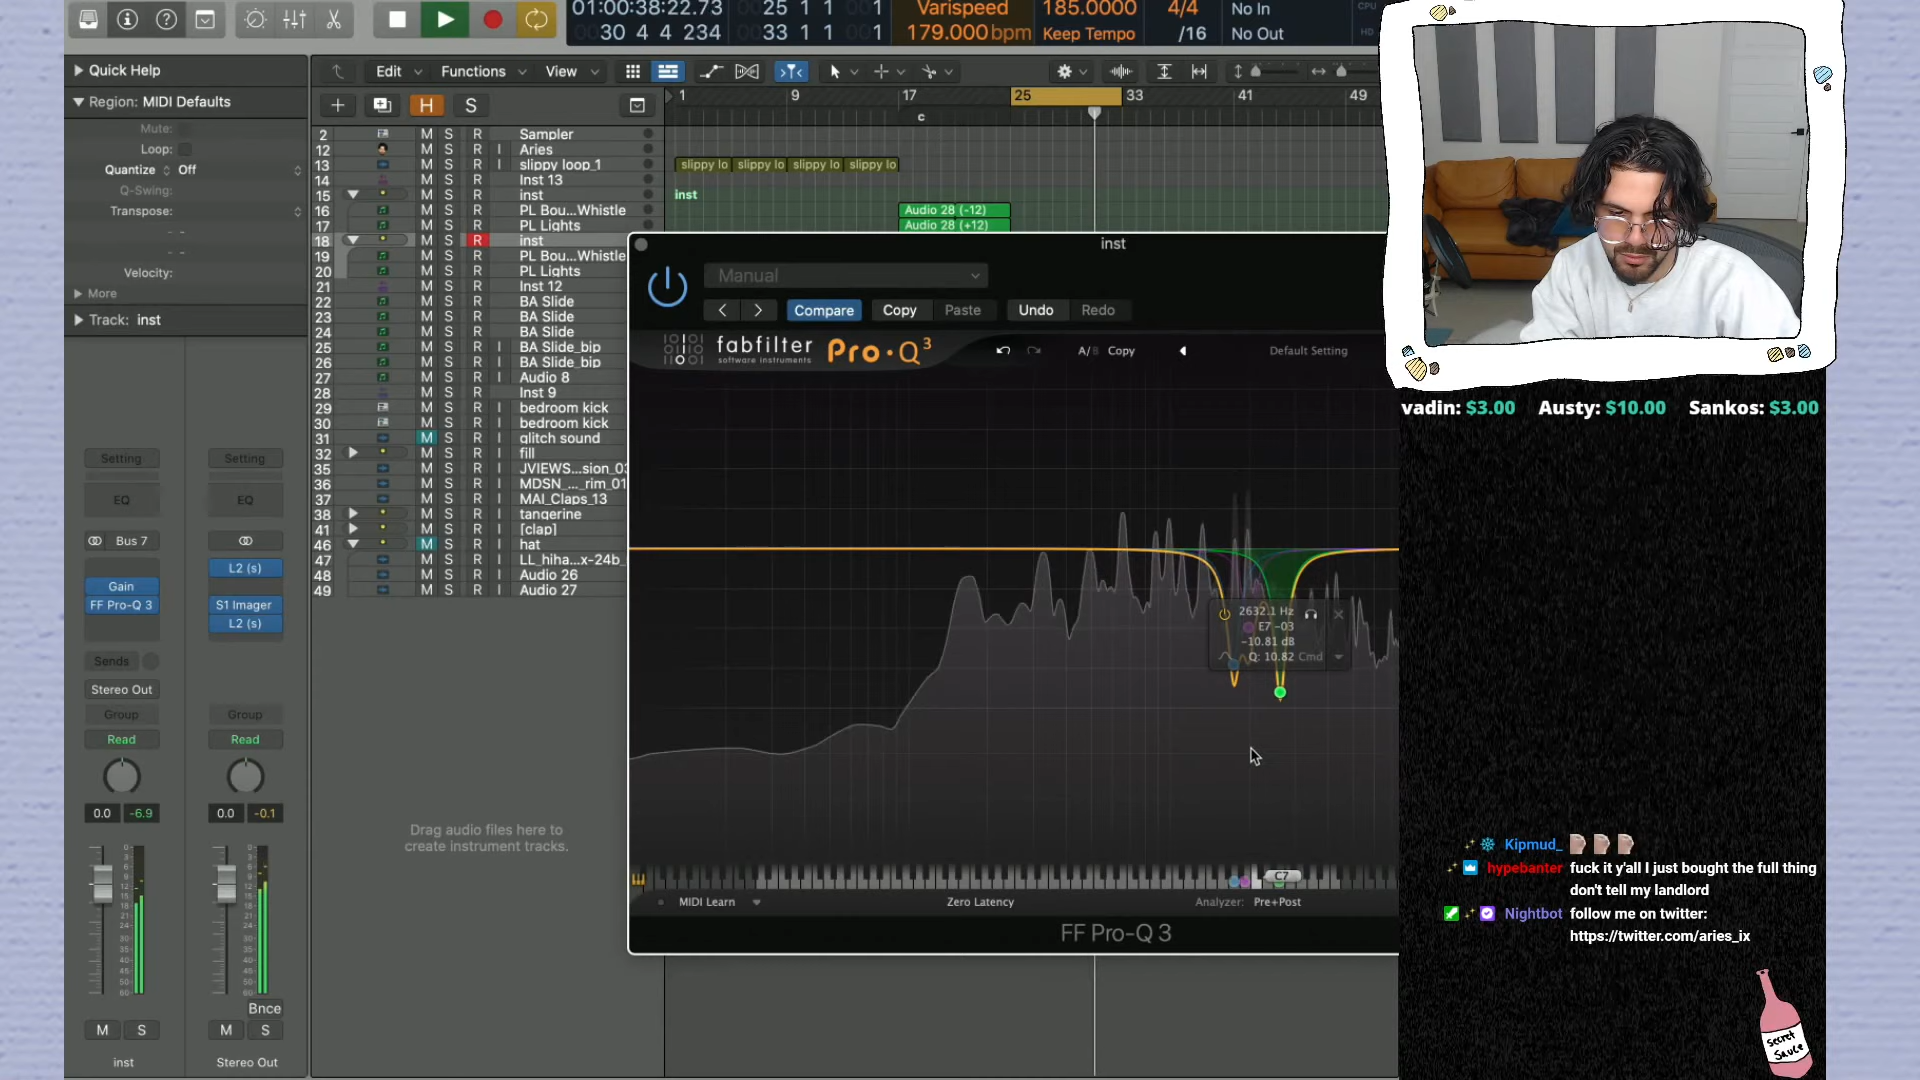 01:00:38:22.73
30 4 4 234
25 1 1 1
33 1 1 1
Varispeed
179.000 bpm
185.0000
Keep Tempo
4/4
/16
No In
No Out
CPU
HD
Quick Help
Region: MIDI Defaults
Mute:
Loop:
Quantize Off
Q-Swing:
Transpose:
Velocity:
More
Track: inst
Edit Functions View
H S
1 9 17 25 33 41 49
c
2 M S R Sampler
12 M S R I Aries
13 M S R I slippy loop_1
slippy lo slippy lo slippy lo slippy lo
14 M S R Inst 13
15 M S R inst
inst
16 M S R PL Bou...Whistle
Audio 28 (-12)
17 M S R PL Lights
Audio 28 (+12)
18 M S R inst
19 M S R PL Bou...Whistle
20 M S R PL Lights
21 M S R Inst 12
22 M S R BA Slide
23 M S R BA Slide
24 M S R BA Slide
25 M S R I BA Slide_bip
26 M S R I BA Slide_bip
27 M S R I Audio 8
28 M S R Inst 9
29 M S R I bedroom kick
30 M S R I bedroom kick
31 M S R I glitch sound
32 M S R I fill
35 M S R I JVIEWS...sion_03
36 M S R I MDSN_..._rim_01
37 M S R I MAI_Claps_13
38 M S R I tangerine
41 M S R I [clap]
46 M S R I hat
47 M S R I LL_hiha...x-24b_
48 M S R I Audio 26
49 M S R I Audio 27
Drag audio files here to
create instrument tracks.
Setting Setting
EQ EQ
Bus 7
L2 (s)
Gain
FF Pro-Q 3 S1 Imager
L2 (s)
Sends
Stereo Out
Group Group
Read Read
0.0 -6.9 0.0 -0.1
Bnce
M S M S
inst Stereo Out
inst
Manual
Compare Copy Paste Undo Redo
fabfilter
software instruments
Pro·Q3
A/B Copy
Default Setting
2632.1 Hz
E7 -03
-10.81 dB
Q: 10.82 Cmd
C7
MIDI Learn
Zero Latency
Analyzer: Pre+Post
FF Pro-Q 3
vadin: $3.00 Austy: $10.00 Sankos: $3.00
Kipmud_
hypebanter fuck it y'all I just bought the full thing
don't tell my landlord
Nightbot follow me on twitter:
https://twitter.com/aries_ix
secret
sauce